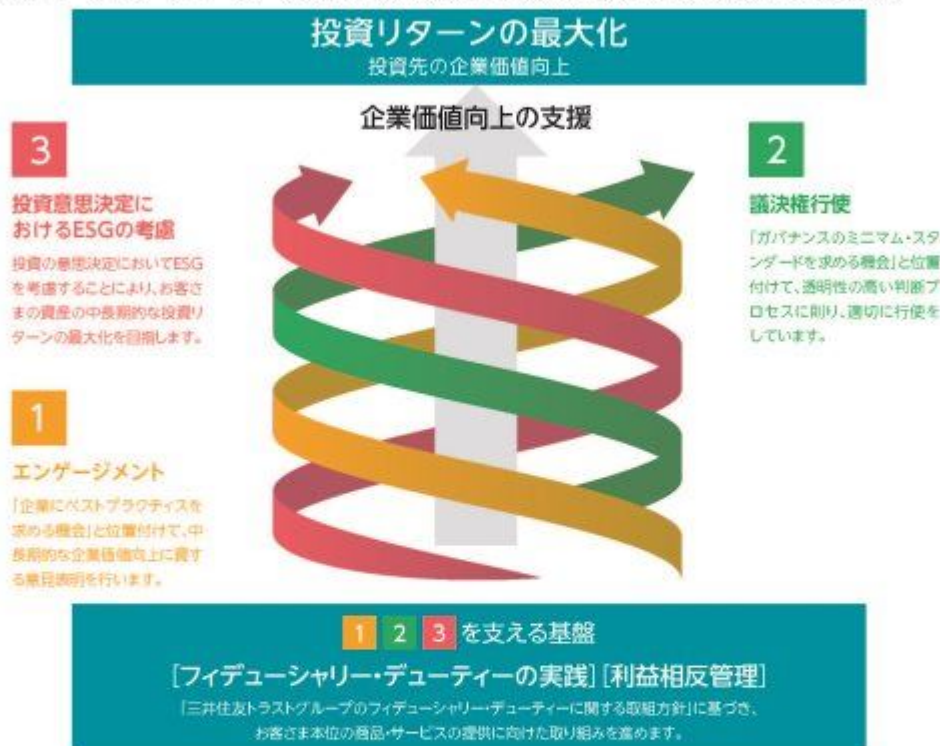 投資リターンの最大化
投資先の企業価値向上
企業価値向上の支援
3
投資意思決定に
おけるESGの考慮
投資の意思決定においてESG
を考慮することにより、お客さ
まの資産の中長期的な投資リ
ターンの最大化を目指します。
2
議決権行使
「ガバナンスのミニマム・スタ
ンダードを求める機会」と位置
付けて、透明性の高い判断プ
ロセスに則り、適切に行使を
しています。
1
エンゲージメント
「企業にベストプラクティスを
求める機会」と位置付けて、中
長期的な企業価値向上に資す
る意見表明を行います。
1 2 3 を支える基盤
[フィデューシャリー・デューティーの実践] [利益相反管理]
「三井住友トラストグループのフィデューシャリー・デューティーに関する取組方針」に基づき、
お客さま本位の商品・サービスの提供に向けた取り組みを進めます。